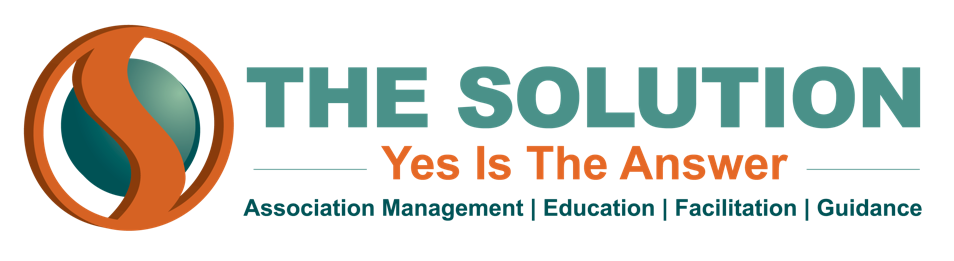 THE SOLUTION
Yes Is The Answer
Association Management | Education | Facilitation | Guidance